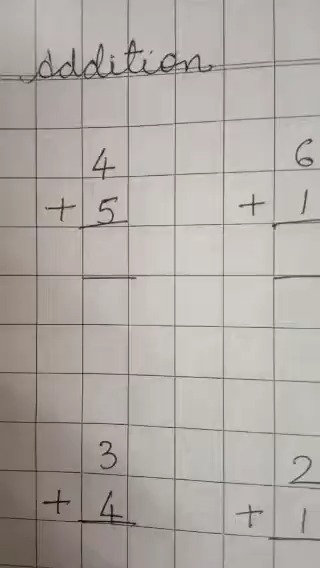 Addition
4 6
+ 5 + 1
3 2
+ 4 + 1